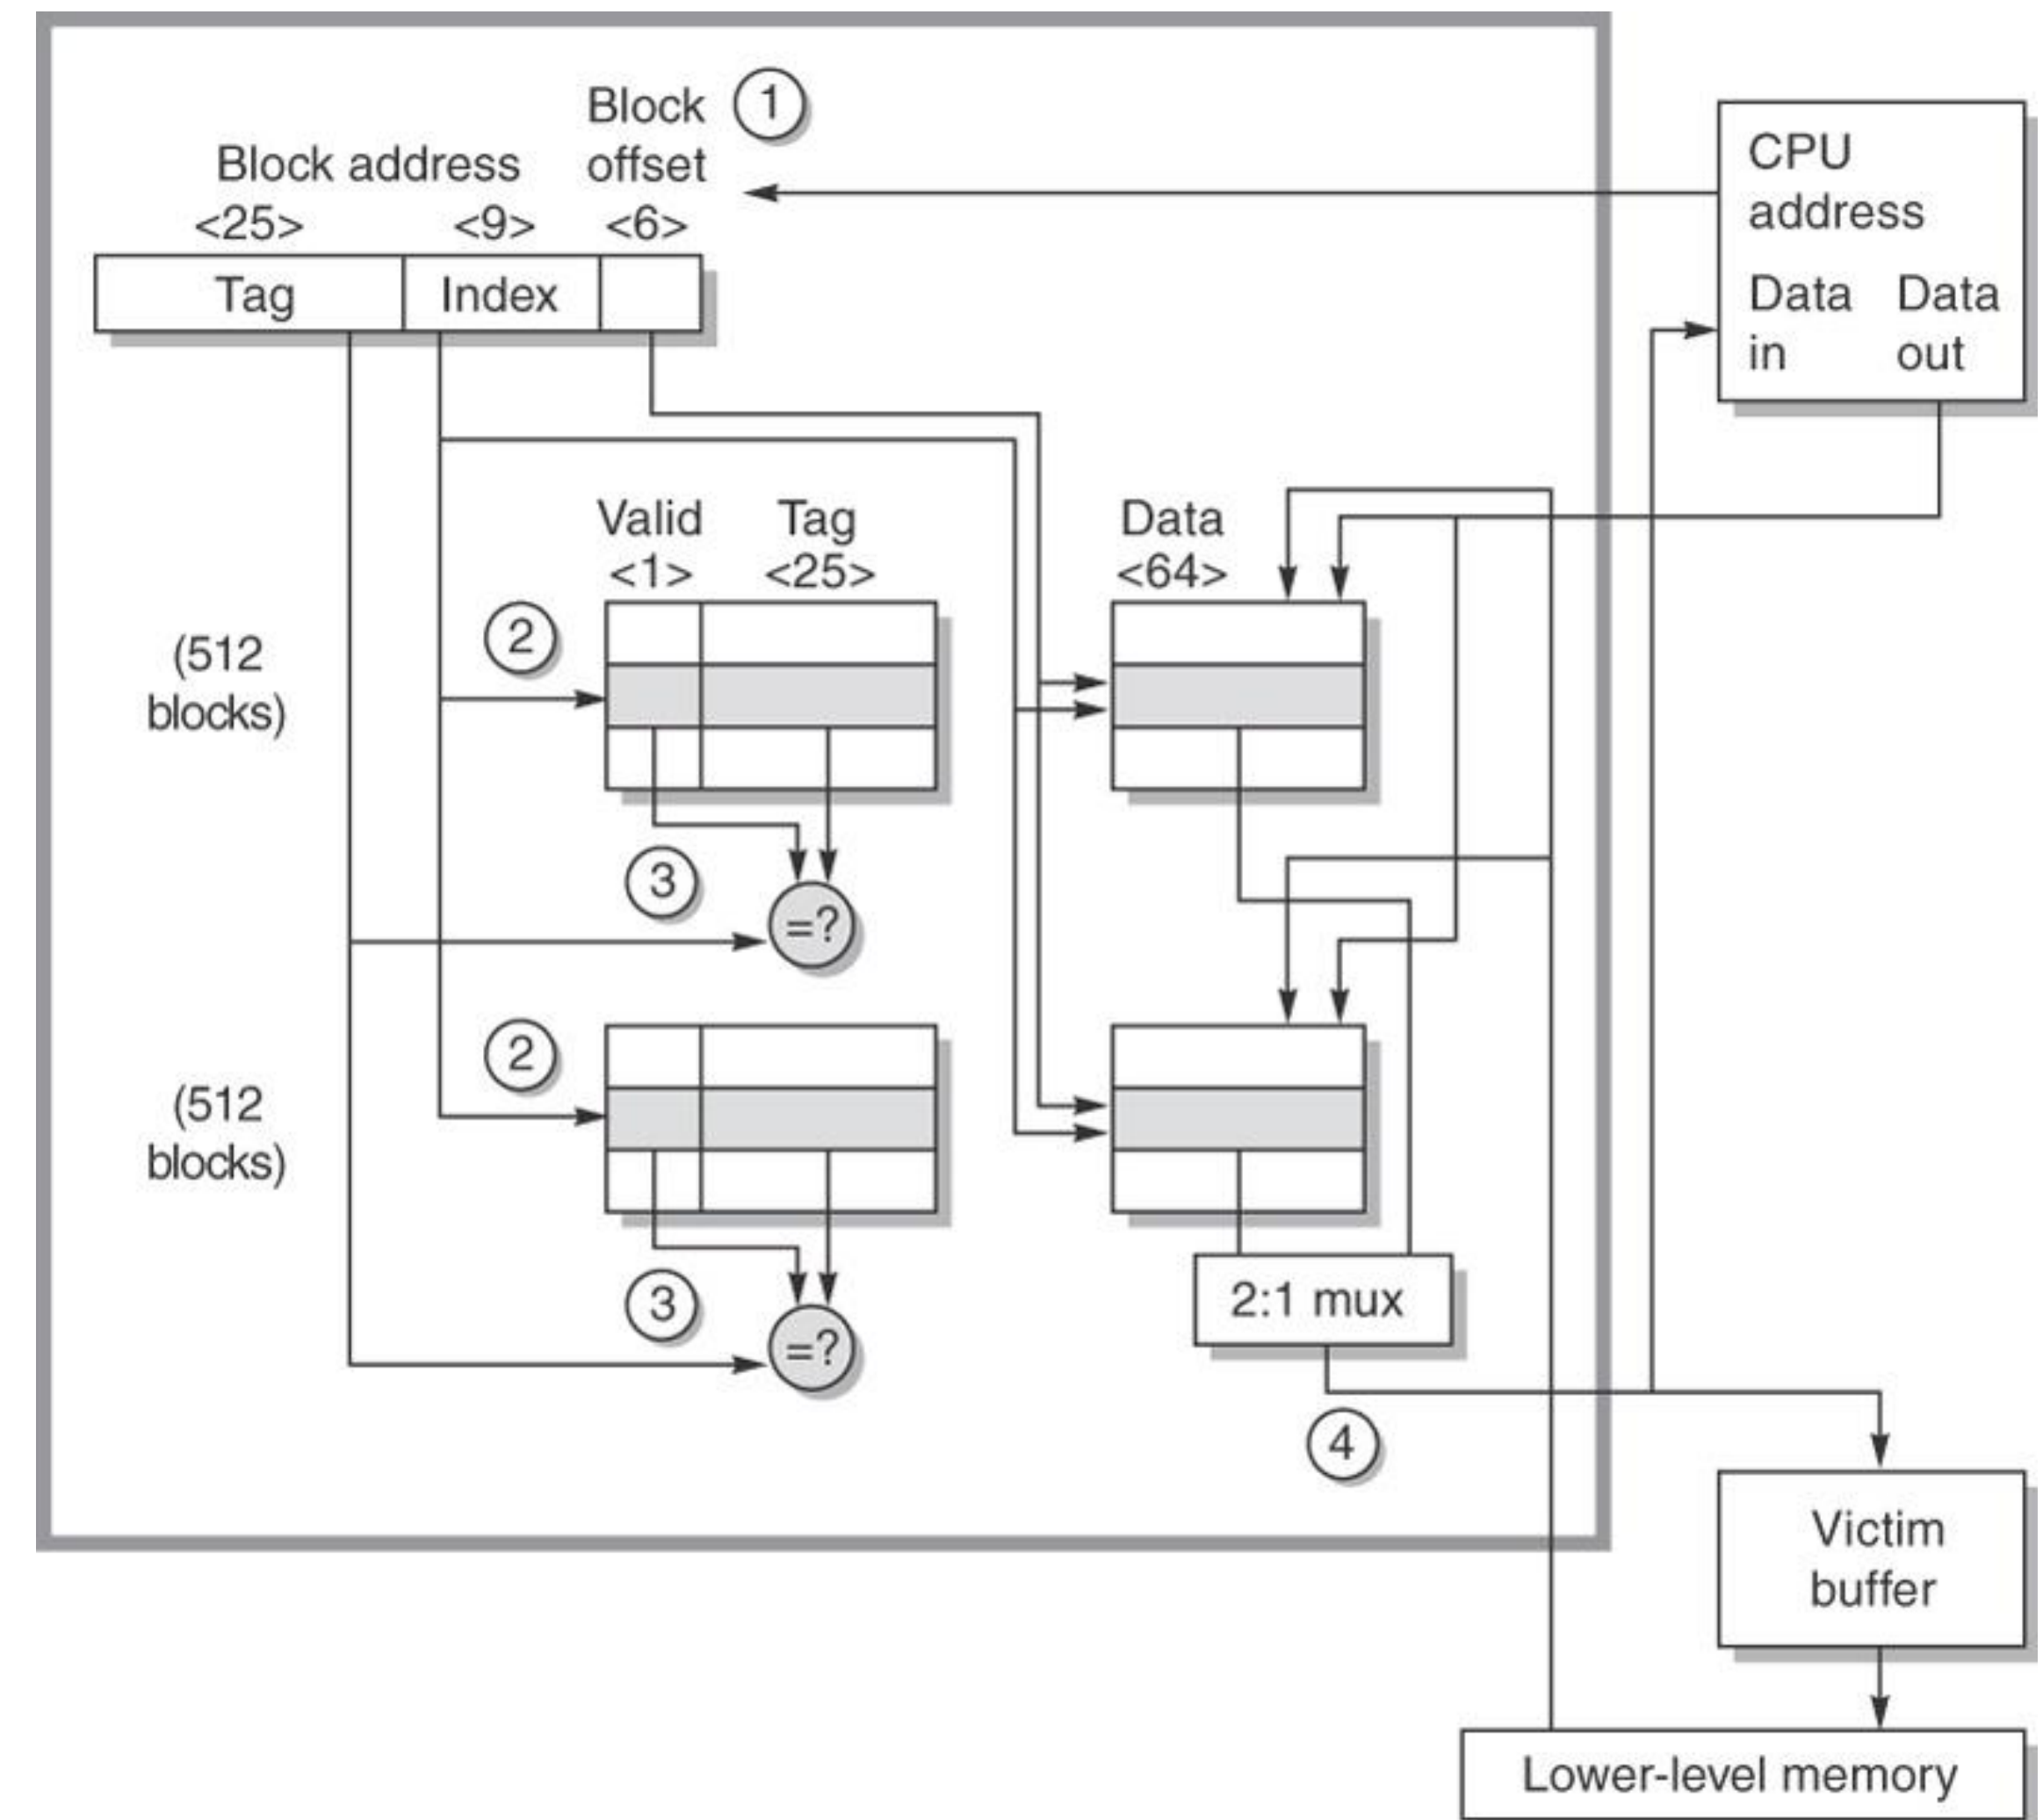 Block
offset
1
Block address
<25>
<9>
<6>
Tag
Index
CPU
address
Data
in
Data
out
Valid
<1>
Tag
<25>
Data
<64>
(512
blocks)
2
3
=?
(512
blocks)
2
3
=?
2:1 mux
4
Victim
buffer
Lower-level memory